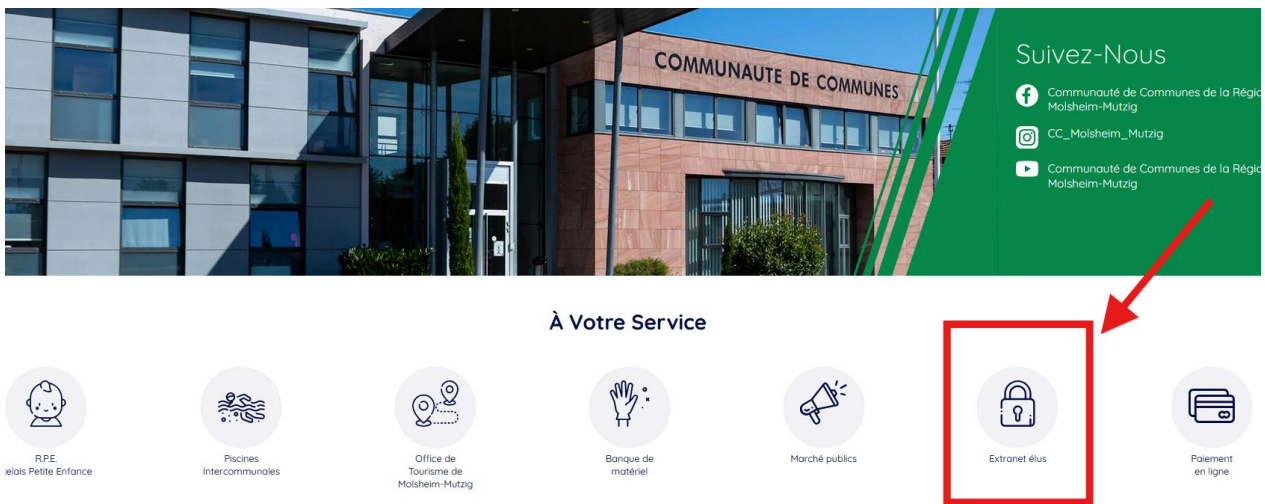 COMMUNAUTE DE COMMUNES
Suivez-Nous
Communauté de Communes de la Régio
Molsheim-Mutzig
CC_Molsheim_Mutzig
Communauté de Communes de la Régio
Molsheim-Mutzig
À Votre Service
R.P.E.
elais Petite Enfance
Piscines
Intercommunales
Office de
Tourisme de
Molsheim-Mutzig
Banque de
matériel
Marché publics
Extranet élus
Paiement
en ligne